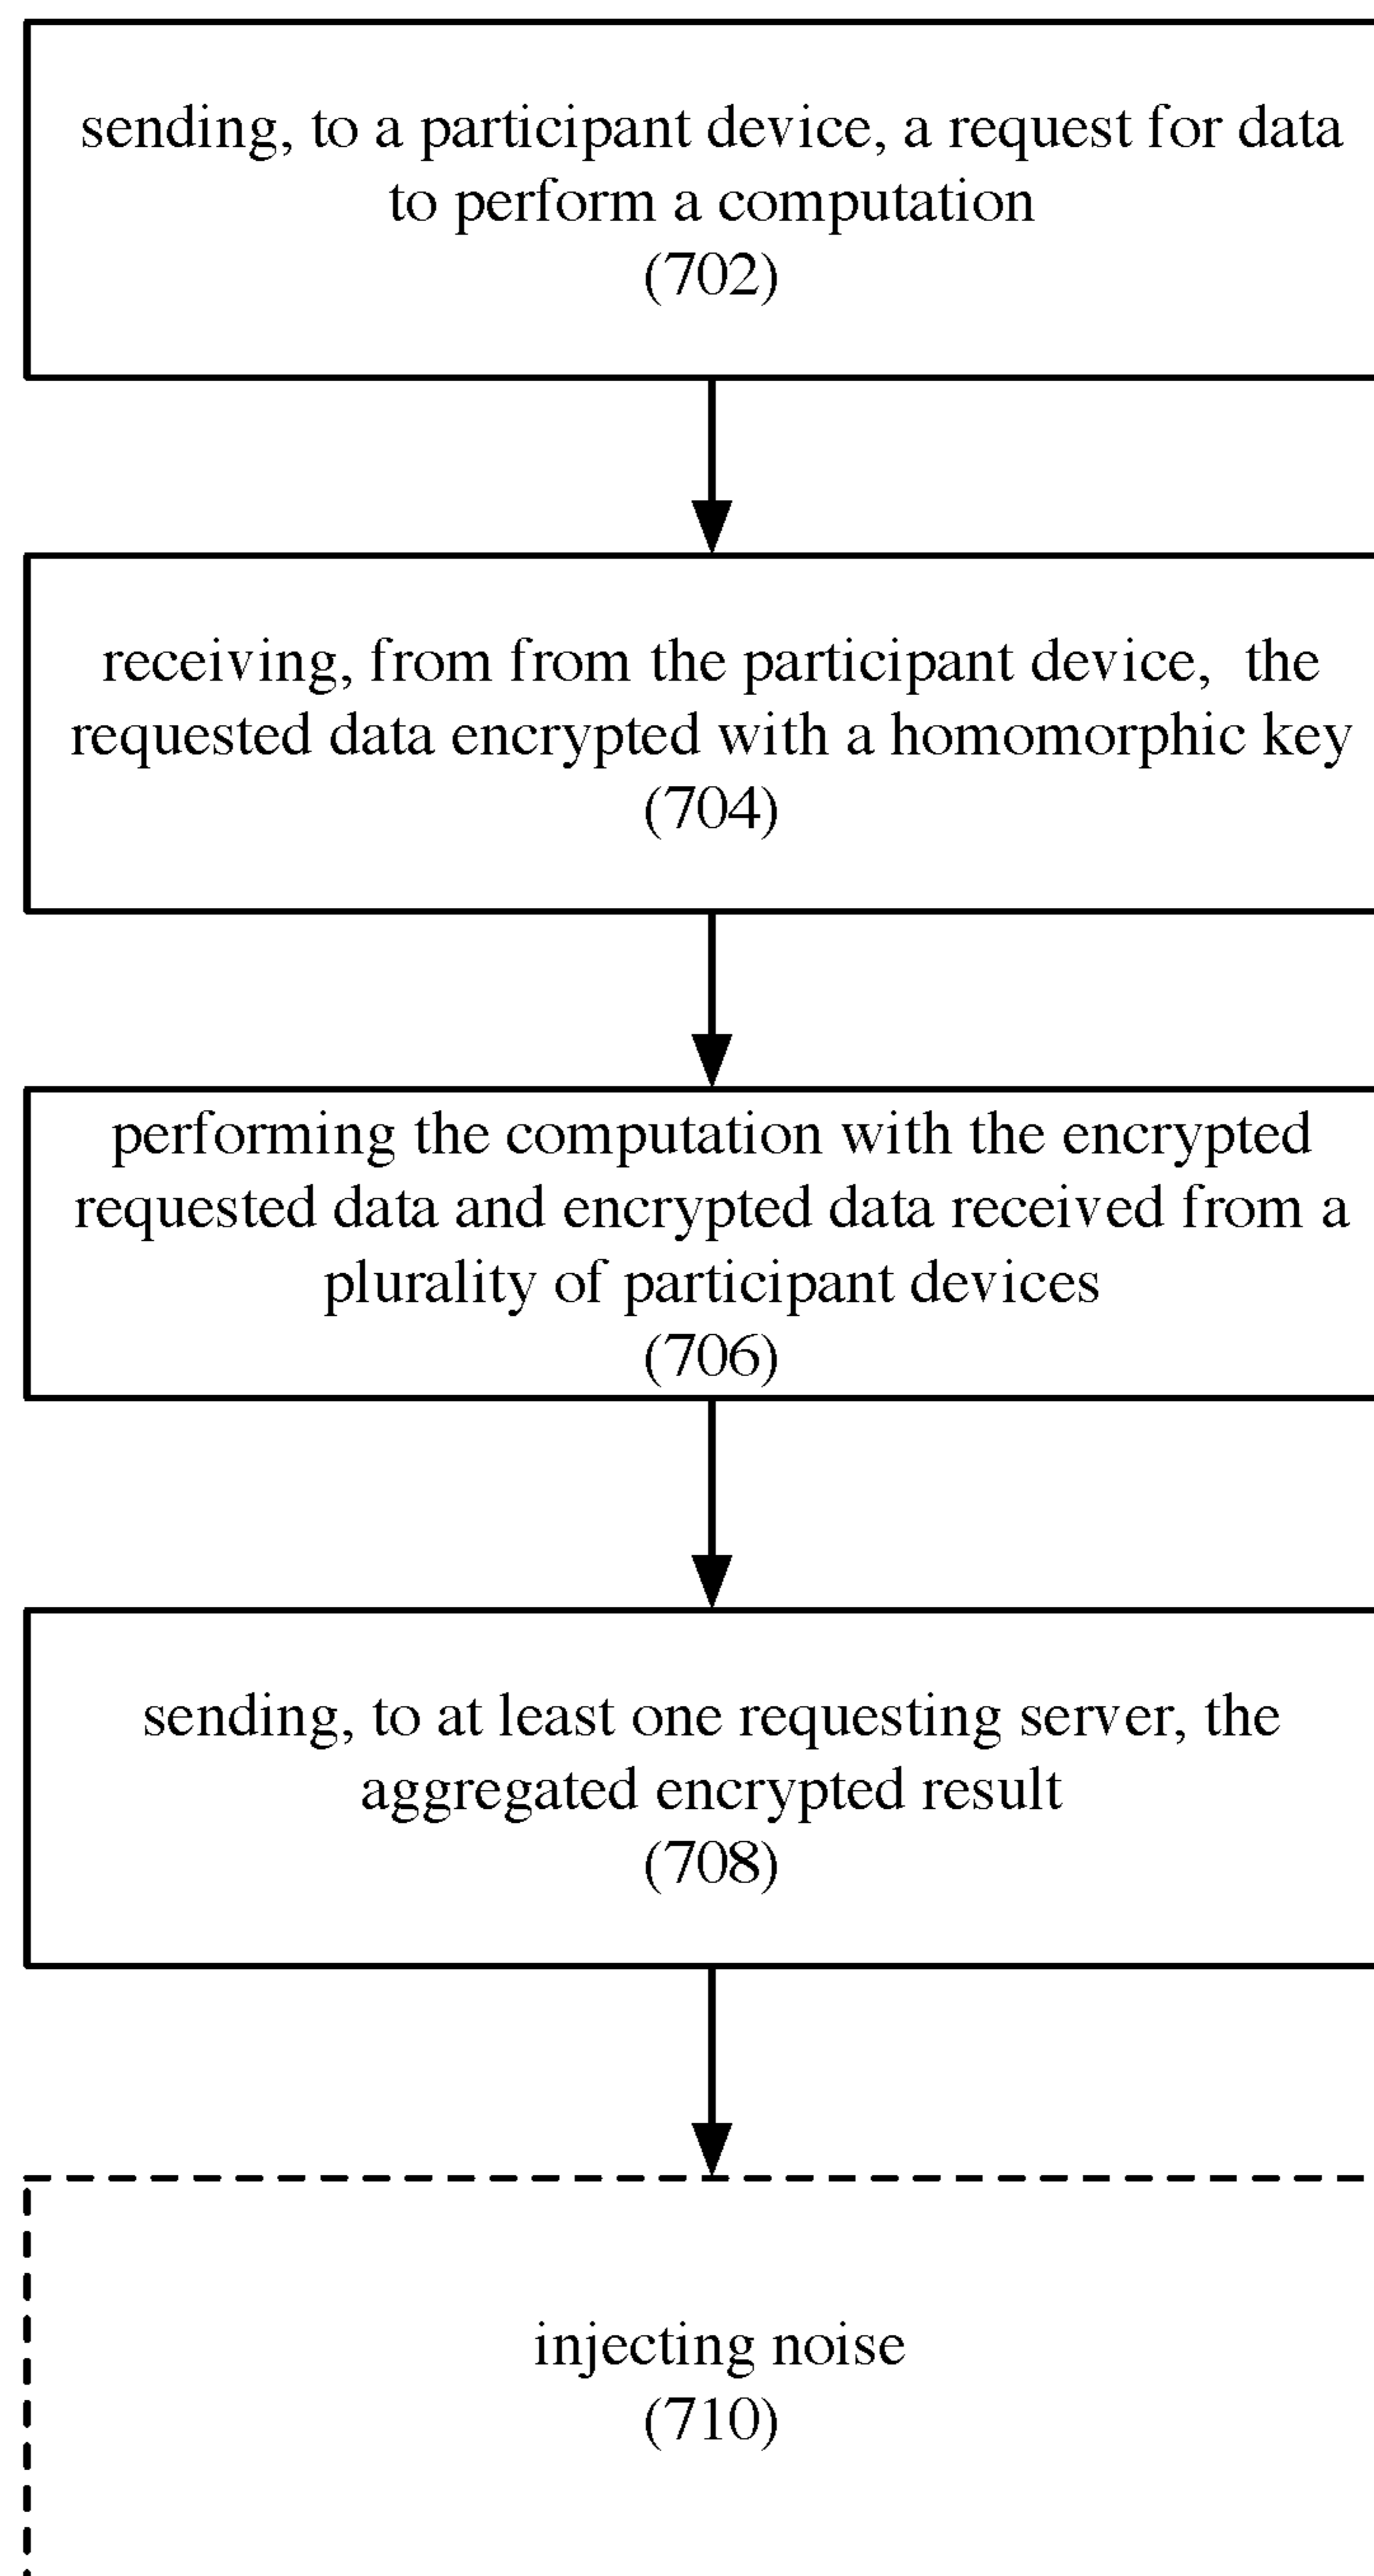 sending, to a participant device, a request for data
to perform a computation
(702)
receiving, from from the participant device,  the
requested data encrypted with a homomorphic key
(704)
performing the computation with the encrypted
requested data and encrypted data received from a
plurality of participant devices
(706)
sending, to at least one requesting server, the
aggregated encrypted result
(708)
injecting noise
(710)